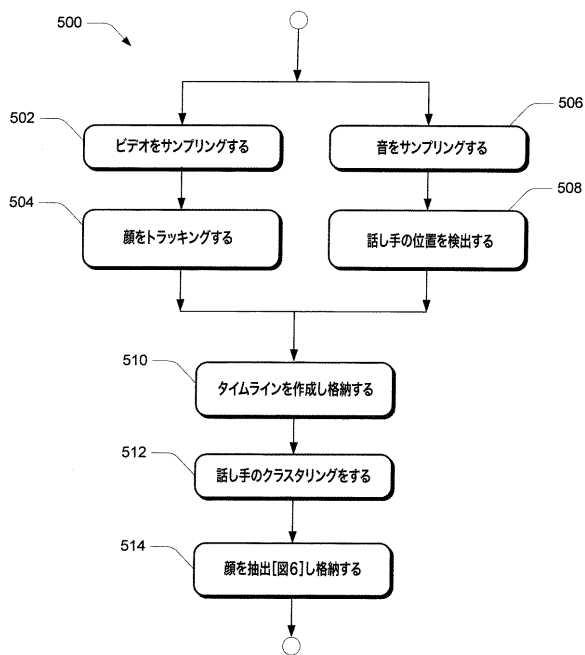 500
502
ビデオをサンプリングする
506
音をサンプリングする
504
顔をトラッキングする
508
話し手の位置を検出する
510
タイムラインを作成し格納する
512
話し手のクラスタリングをする
514
顔を抽出[図6]し格納する